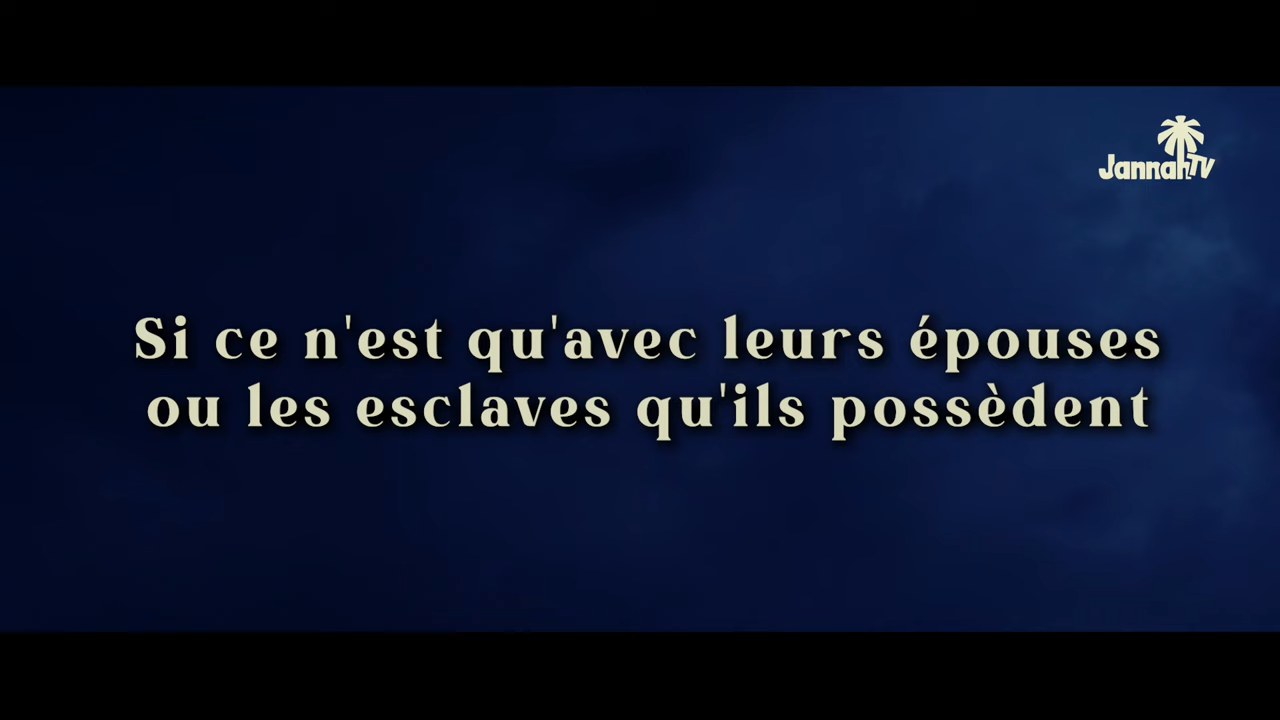 JannahTV
Si ce n'est qu'avec leurs épouses
ou les esclaves qu'ils possèdent